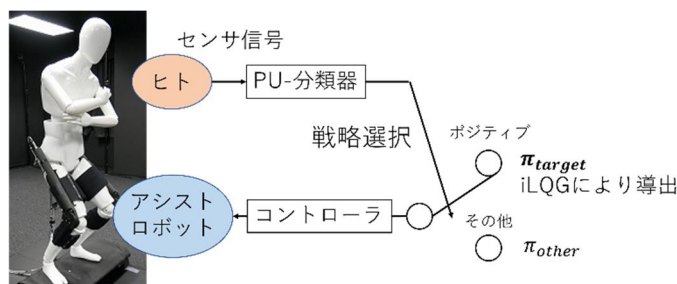 センサ信号
ヒト
PU-分類器
戦略選択
ポジティブ
π_target
iLQGにより導出
アシスト
ロボット
コントローラ
その他
π_other